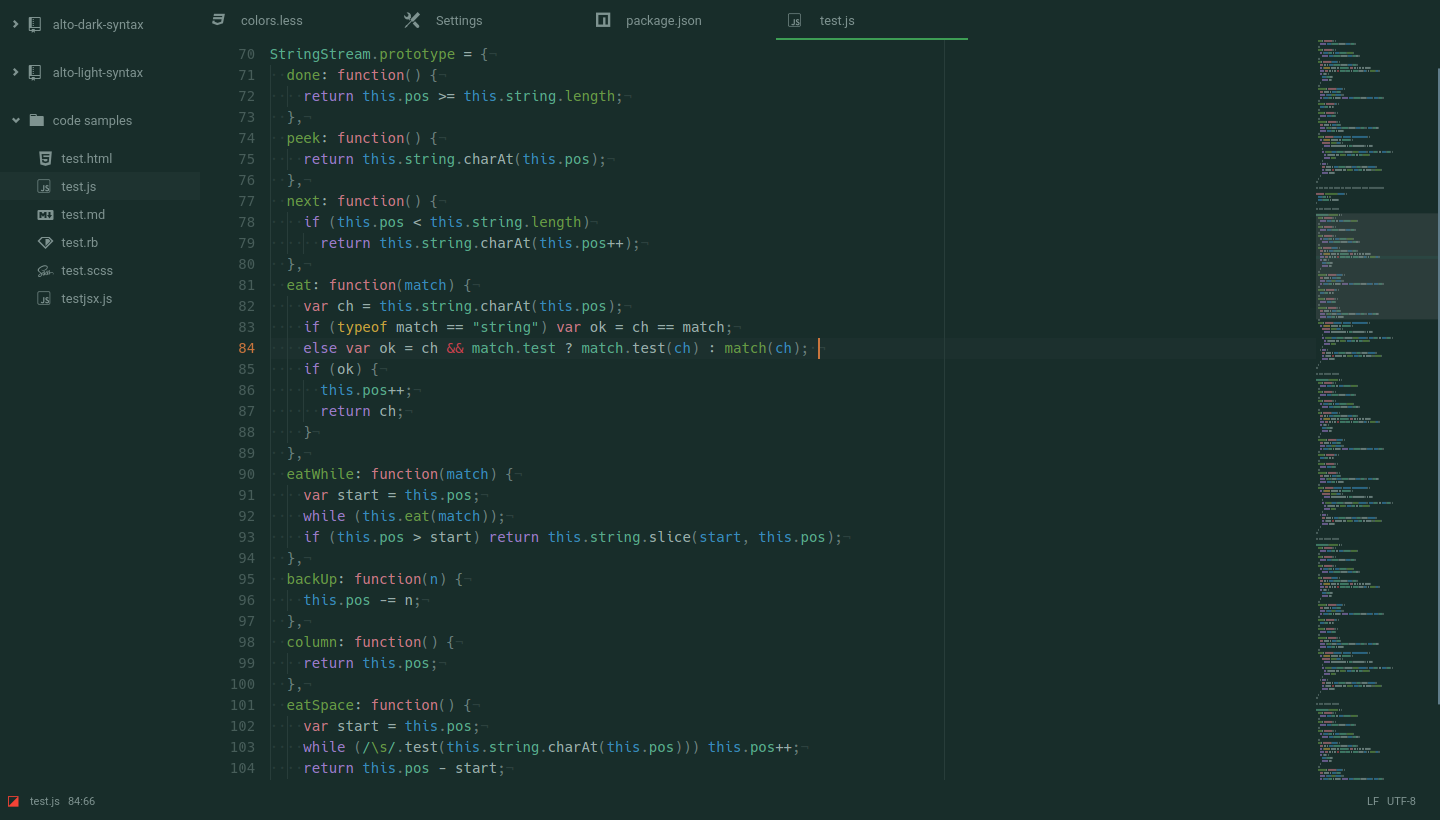 alto-dark-syntax
alto-light-syntax
code samples
test.html
test.js
test.md
test.rb
test.scss
testjsx.js
colors.less
Settings
package.json
test.js
70 StringStream.prototype = {
71 done: function() {
72 return this.pos >= this.string.length;
73 },
74 peek: function() {
75 return this.string.charAt(this.pos);
76 },
77 next: function() {
78 if (this.pos < this.string.length)
79 return this.string.charAt(this.pos++);
80 },
81 eat: function(match) {
82 var ch = this.string.charAt(this.pos);
83 if (typeof match == "string") var ok = ch == match;
84 else var ok = ch && match.test ? match.test(ch) : match(ch);
85 if (ok) {
86 this.pos++;
87 return ch;
88 }
89 },
90 eatWhile: function(match) {
91 var start = this.pos;
92 while (this.eat(match));
93 if (this.pos > start) return this.string.slice(start, this.pos);
94 },
95 backUp: function(n) {
96 this.pos -= n;
97 },
98 column: function() {
99 return this.pos;
100 },
101 eatSpace: function() {
102 var start = this.pos;
103 while (/\s/.test(this.string.charAt(this.pos))) this.pos++;
104 return this.pos - start;
test.js 84:66
LF UTF-8